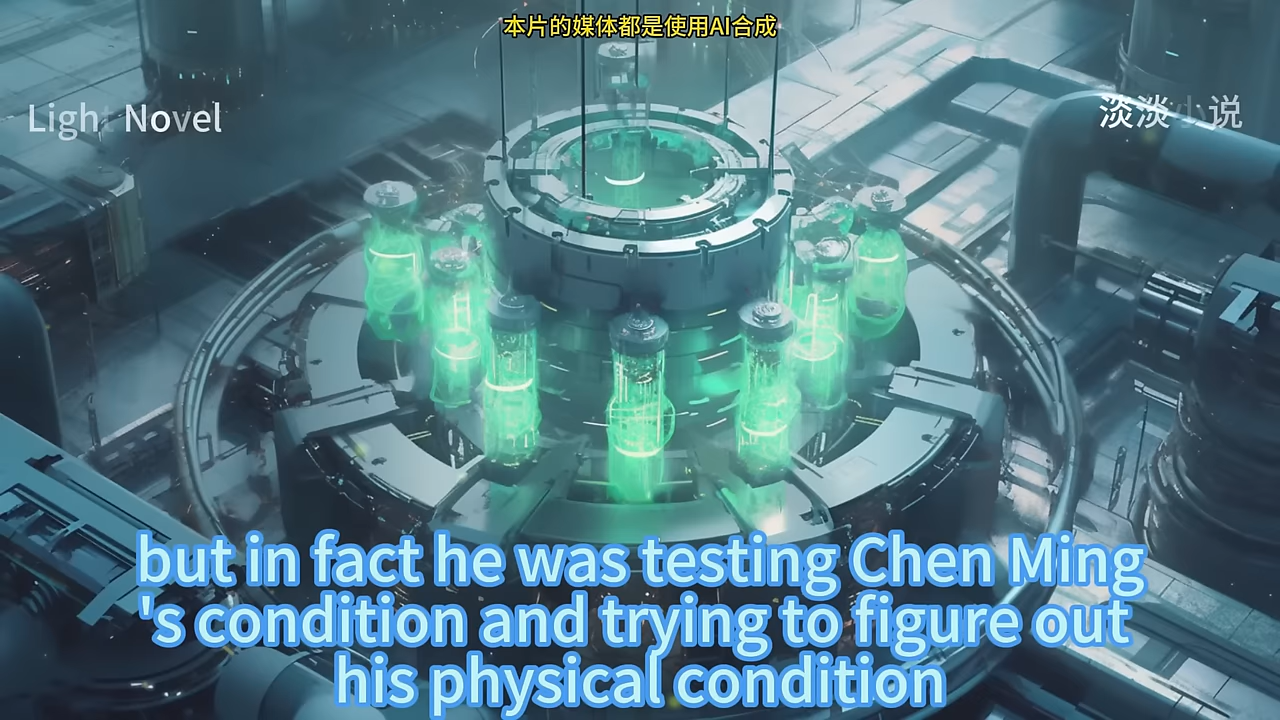 本片的媒体都是使用AI合成
Light Novel
淡淡小说
but in fact he was testing Chen Ming
's condition and trying to figure out
his physical condition